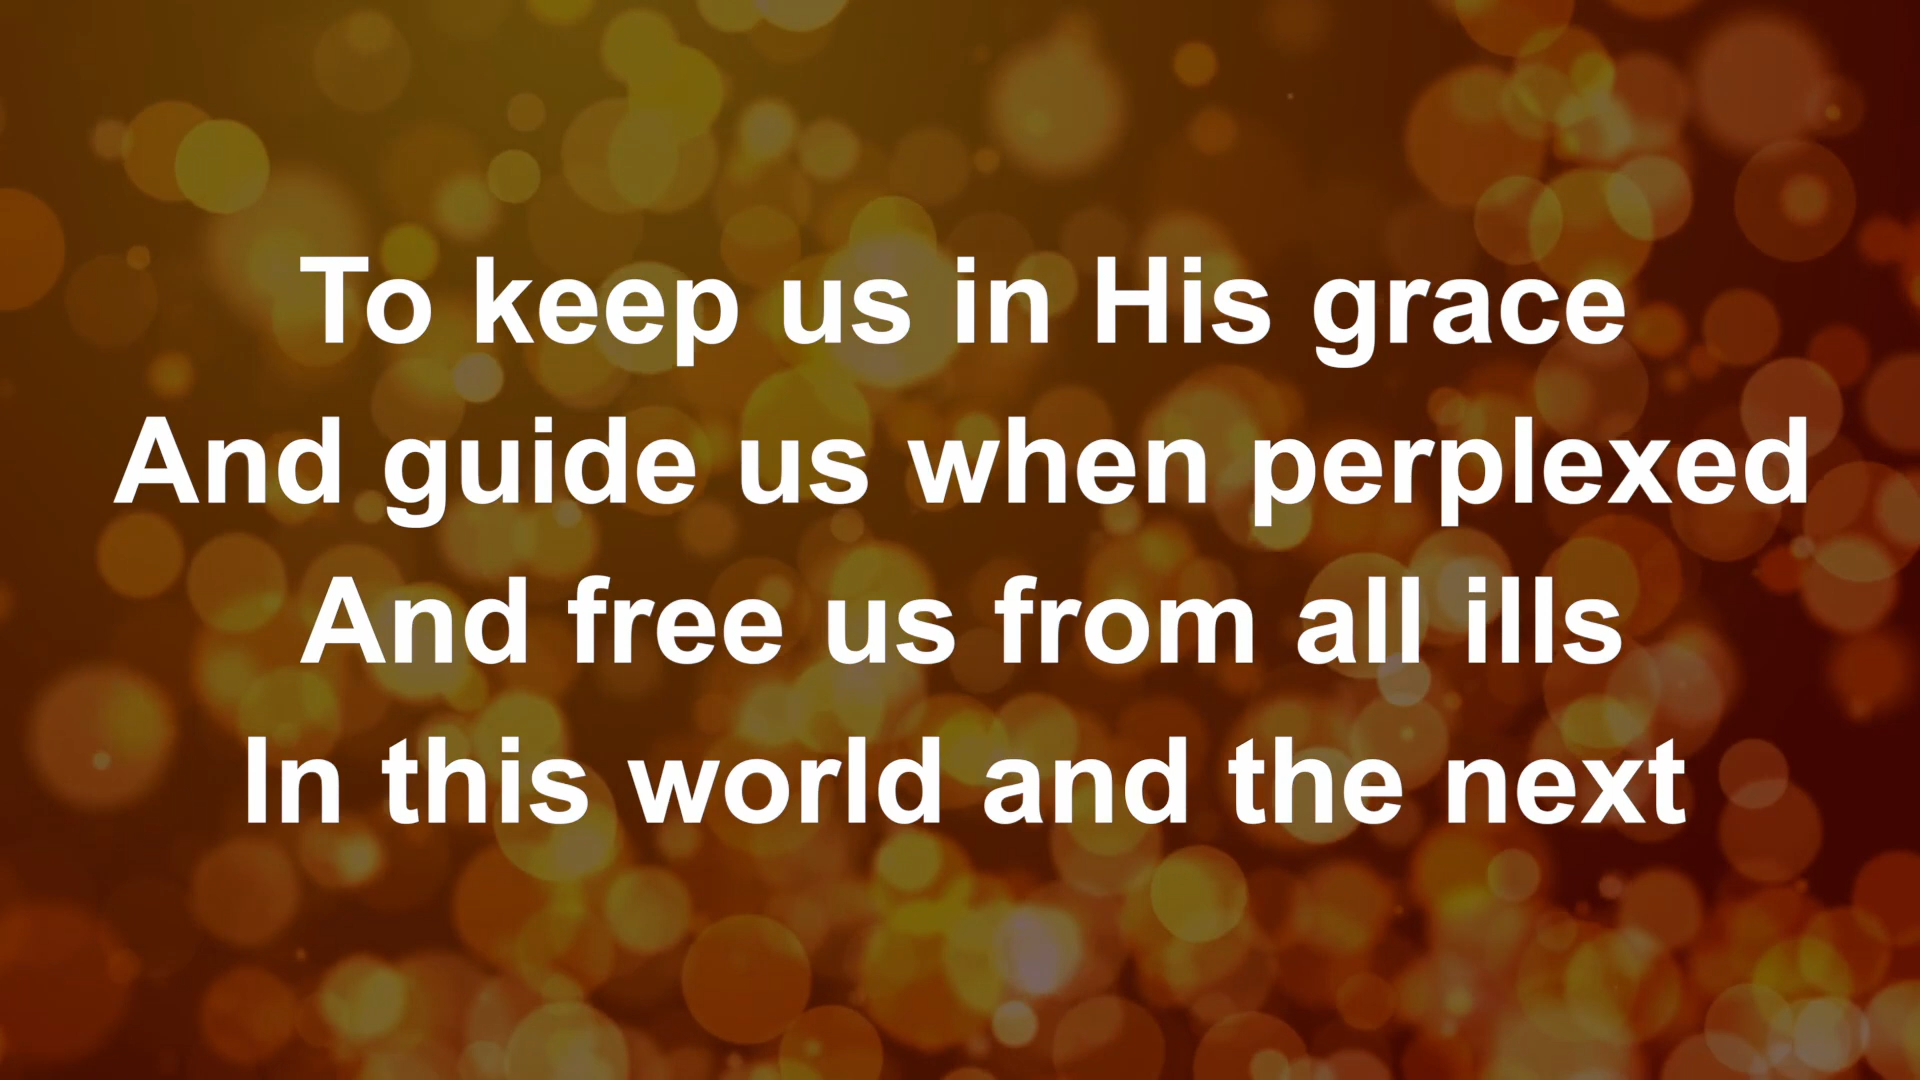 To keep us in His grace
And guide us when perplexed
And free us from all ills
In this world and the next